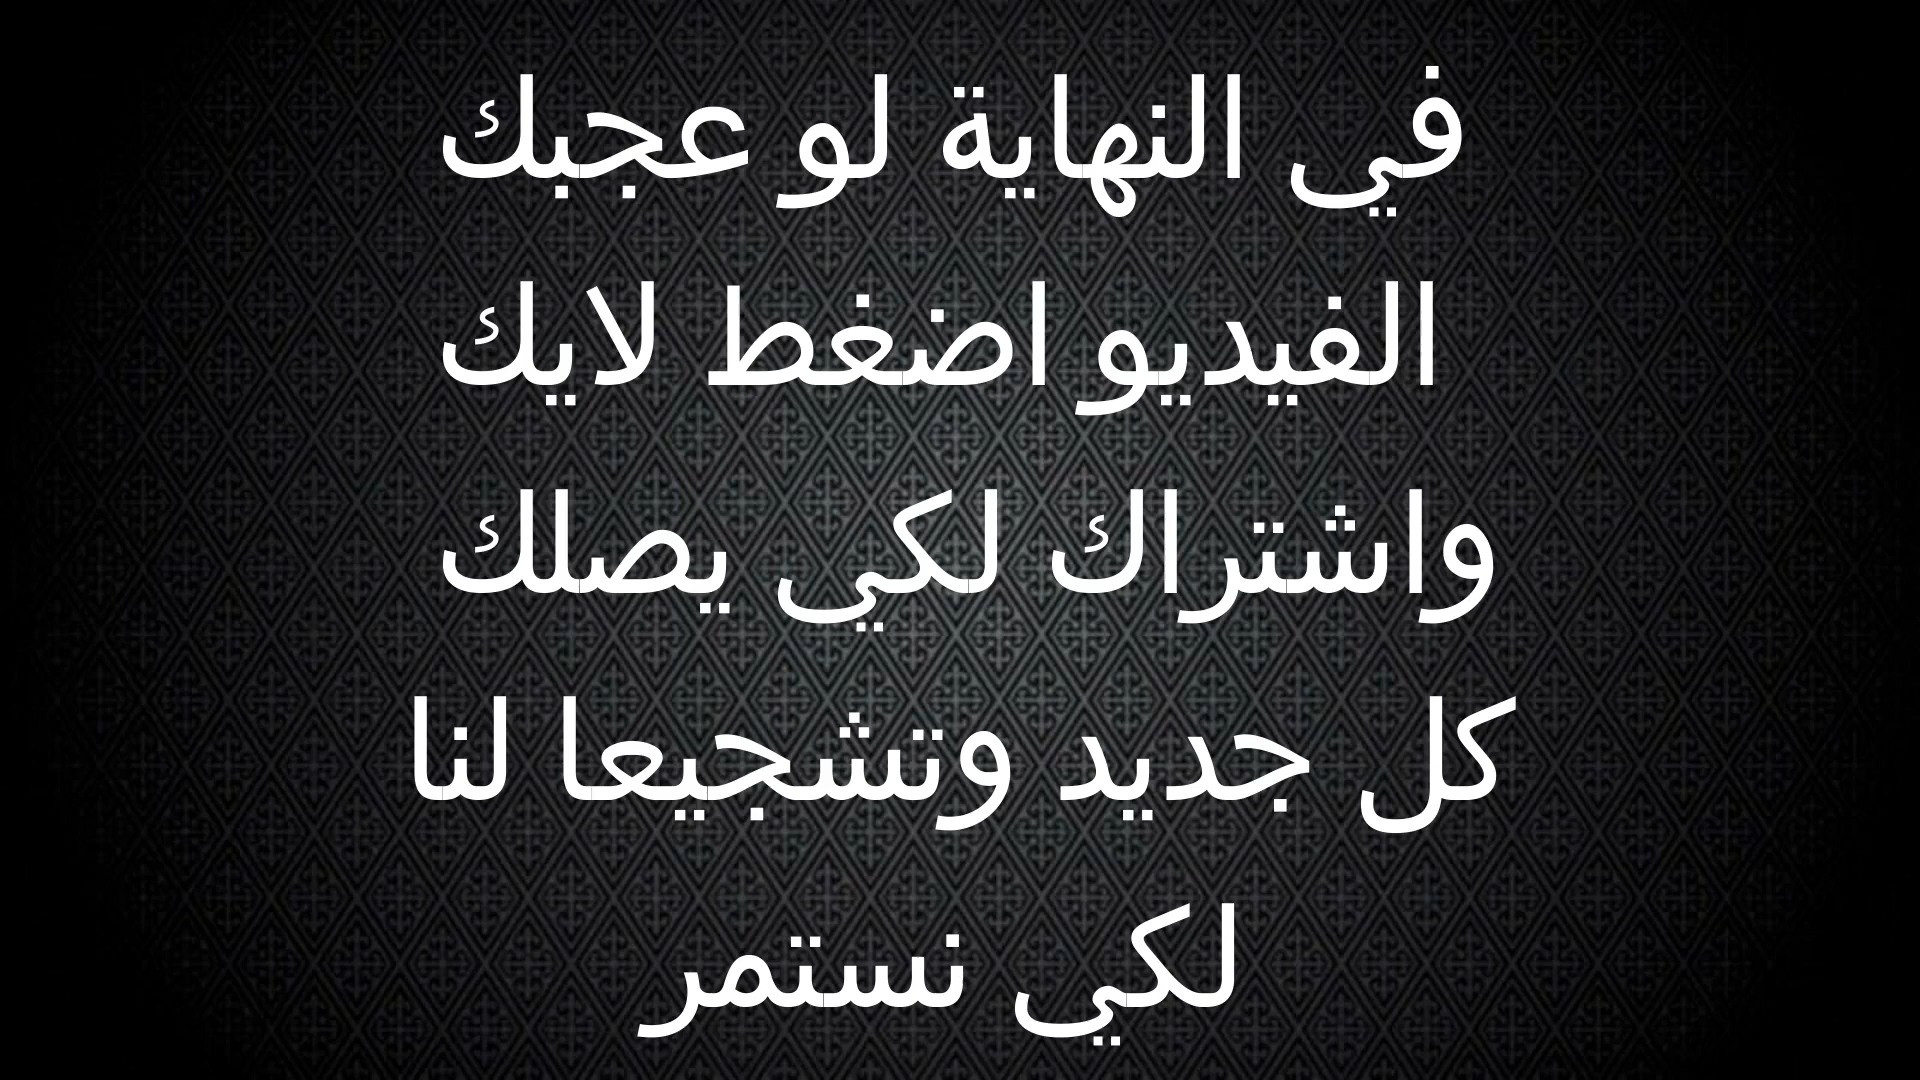 في النهاية لو عجبك
الفيديو اضغط لايك
واشتراك لكي يصلك
كل جديد وتشجيعا لنا
لكي نستمر